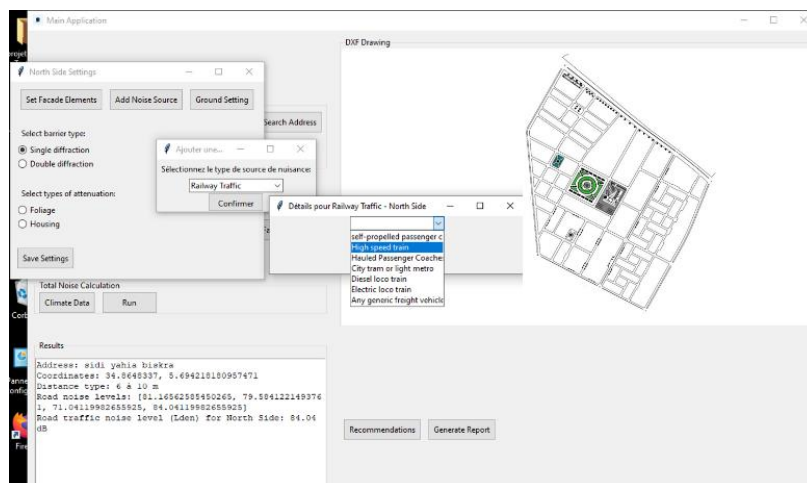 Main Application
DXF Drawing
North Side Settings
Set Facade Elements
Add Noise Source
Ground Setting
Search Address
Select barrier type:
Single diffraction
Double diffraction
Ajouter une...
Sélectionnez le type de source de nuisance:
Railway Traffic
Confirmer
Select types of attenuation:
Foliage
Housing
Save Settings
Détails pour Railway Traffic - North Side
self-propelled passenger c
High speed train
Hauled Passenger Coaches
City tram or light metro
Diesel loco train
Electric loco train
Any generic freight vehicle
Total Noise Calculation
Climate Data
Run
Results
Address: sidi yahia biskra
Coordinates: 34.8648337, 5.694218180957471
Distance type: 6 à 10 m
Road noise levels: [81.16562585450265, 79.584122149376
1, 71.04119982655925, 84.04119982655925]
Road traffic noise level (Lden) for North Side: 84.04
dB
Recommendations
Generate Report